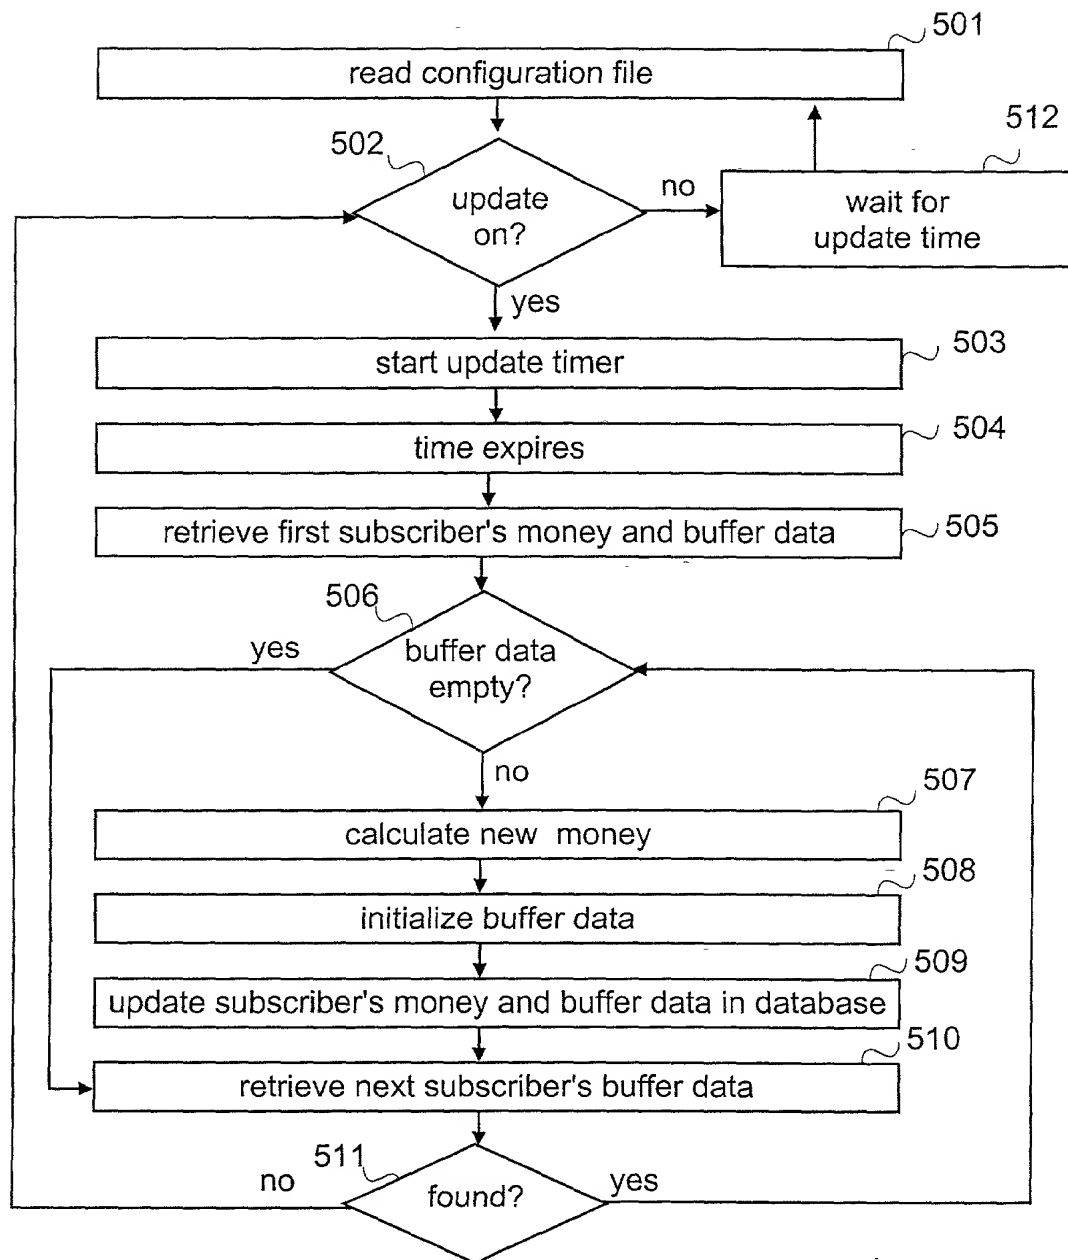 501
read configuration file
512
502
update
on?
no
wait for
update time
yes
503
start update timer
504
time expires
505
retrieve first subscriber's money and buffer data
506
yes
buffer data
empty?
no
507
calculate new money
508
initialize buffer data
509
update subscriber's money and buffer data in database
510
retrieve next subscriber's buffer data
511
no
found?
yes